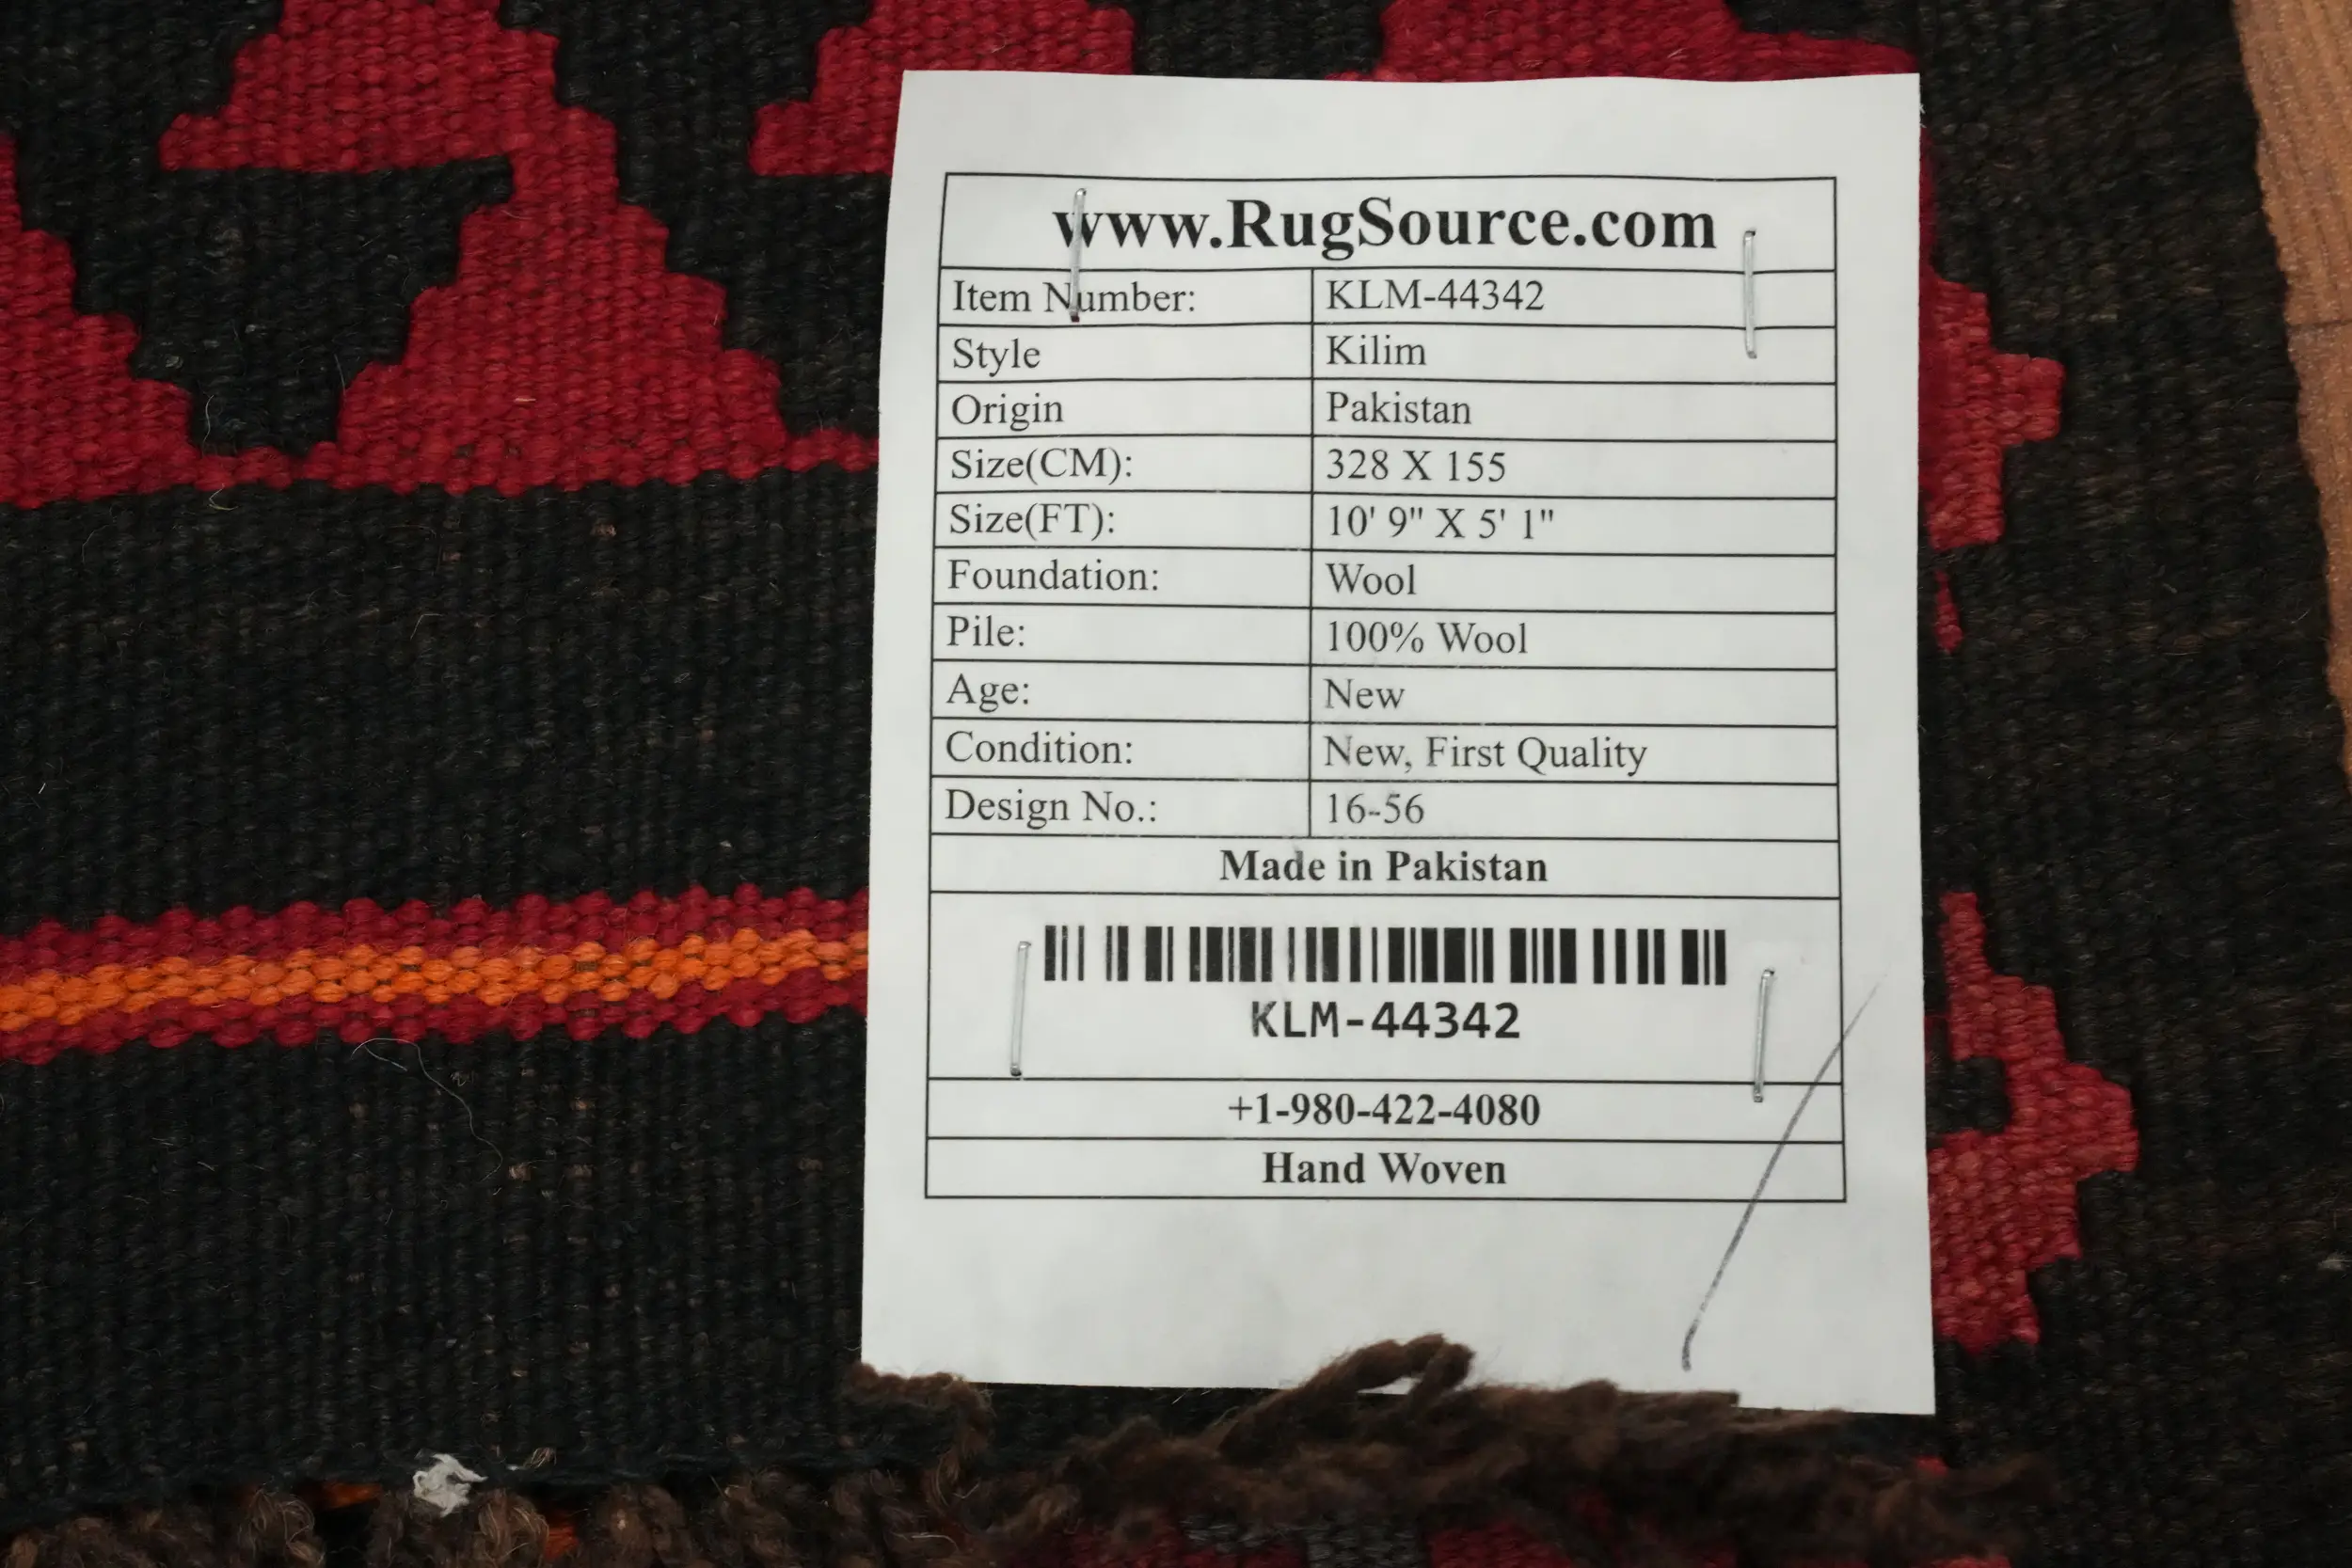 www.RugSource.com
Item Number: KLM-44342
Style Kilim
Origin Pakistan
Size(CM): 328 X 155
Size(FT): 10' 9" X 5' 1"
Foundation: Wool
Pile: 100% Wool
Age: New
Condition: New, First Quality
Design No.: 16-56
Made in Pakistan
KLM-44342
+1-980-422-4080
Hand Woven